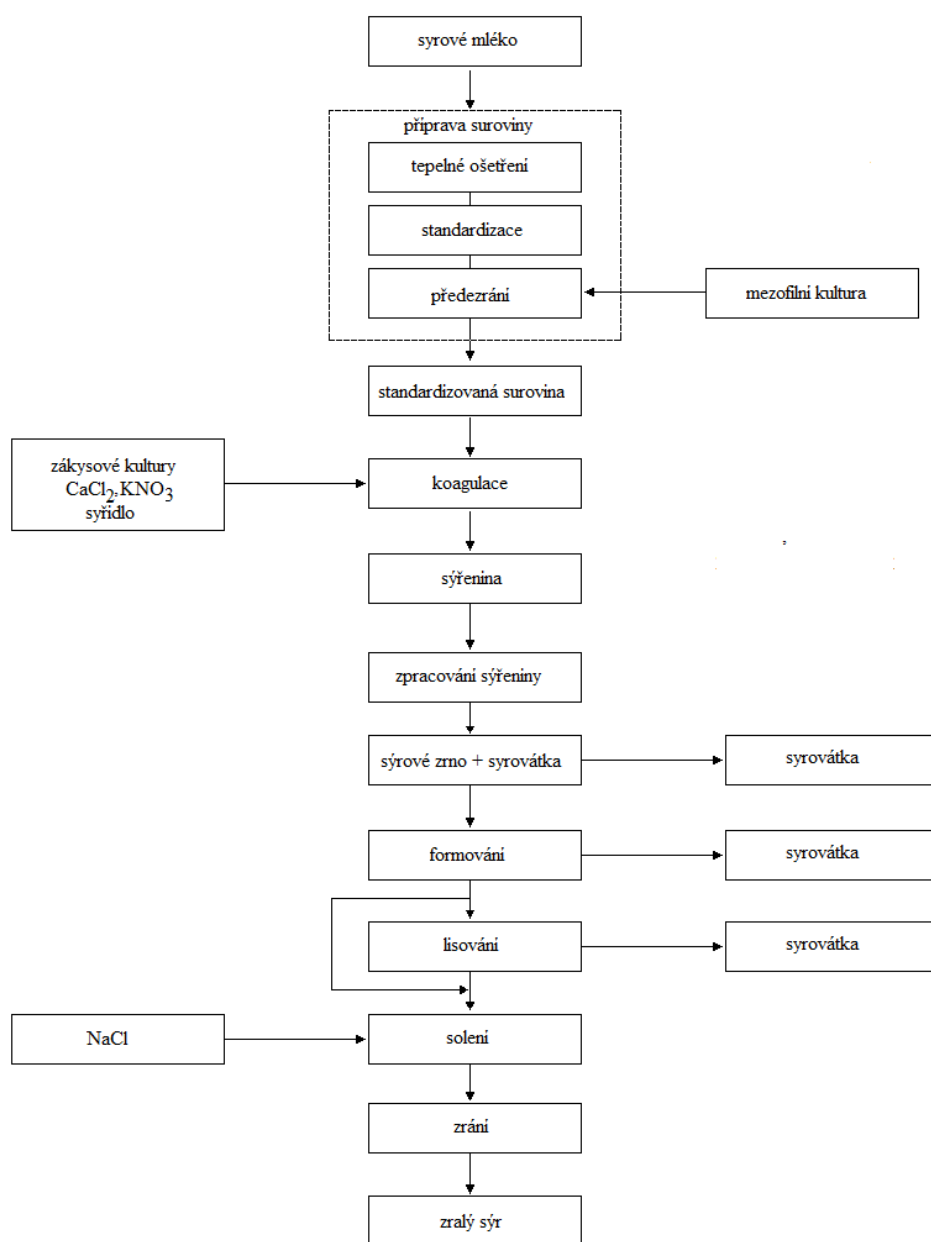 syrové mléko
příprava suroviny
tepelné ošetření
standardizace
předezrání
mezofilní kultura
standardizovaná surovina
zákysové kultury
CaCl2,KNO3
syřidlo
koagulace
sýřenina
zpracování sýřeniny
sýrové zrno + syrovátka
syrovátka
formování
syrovátka
lisování
syrovátka
NaCl
solení
zrání
zralý sýr